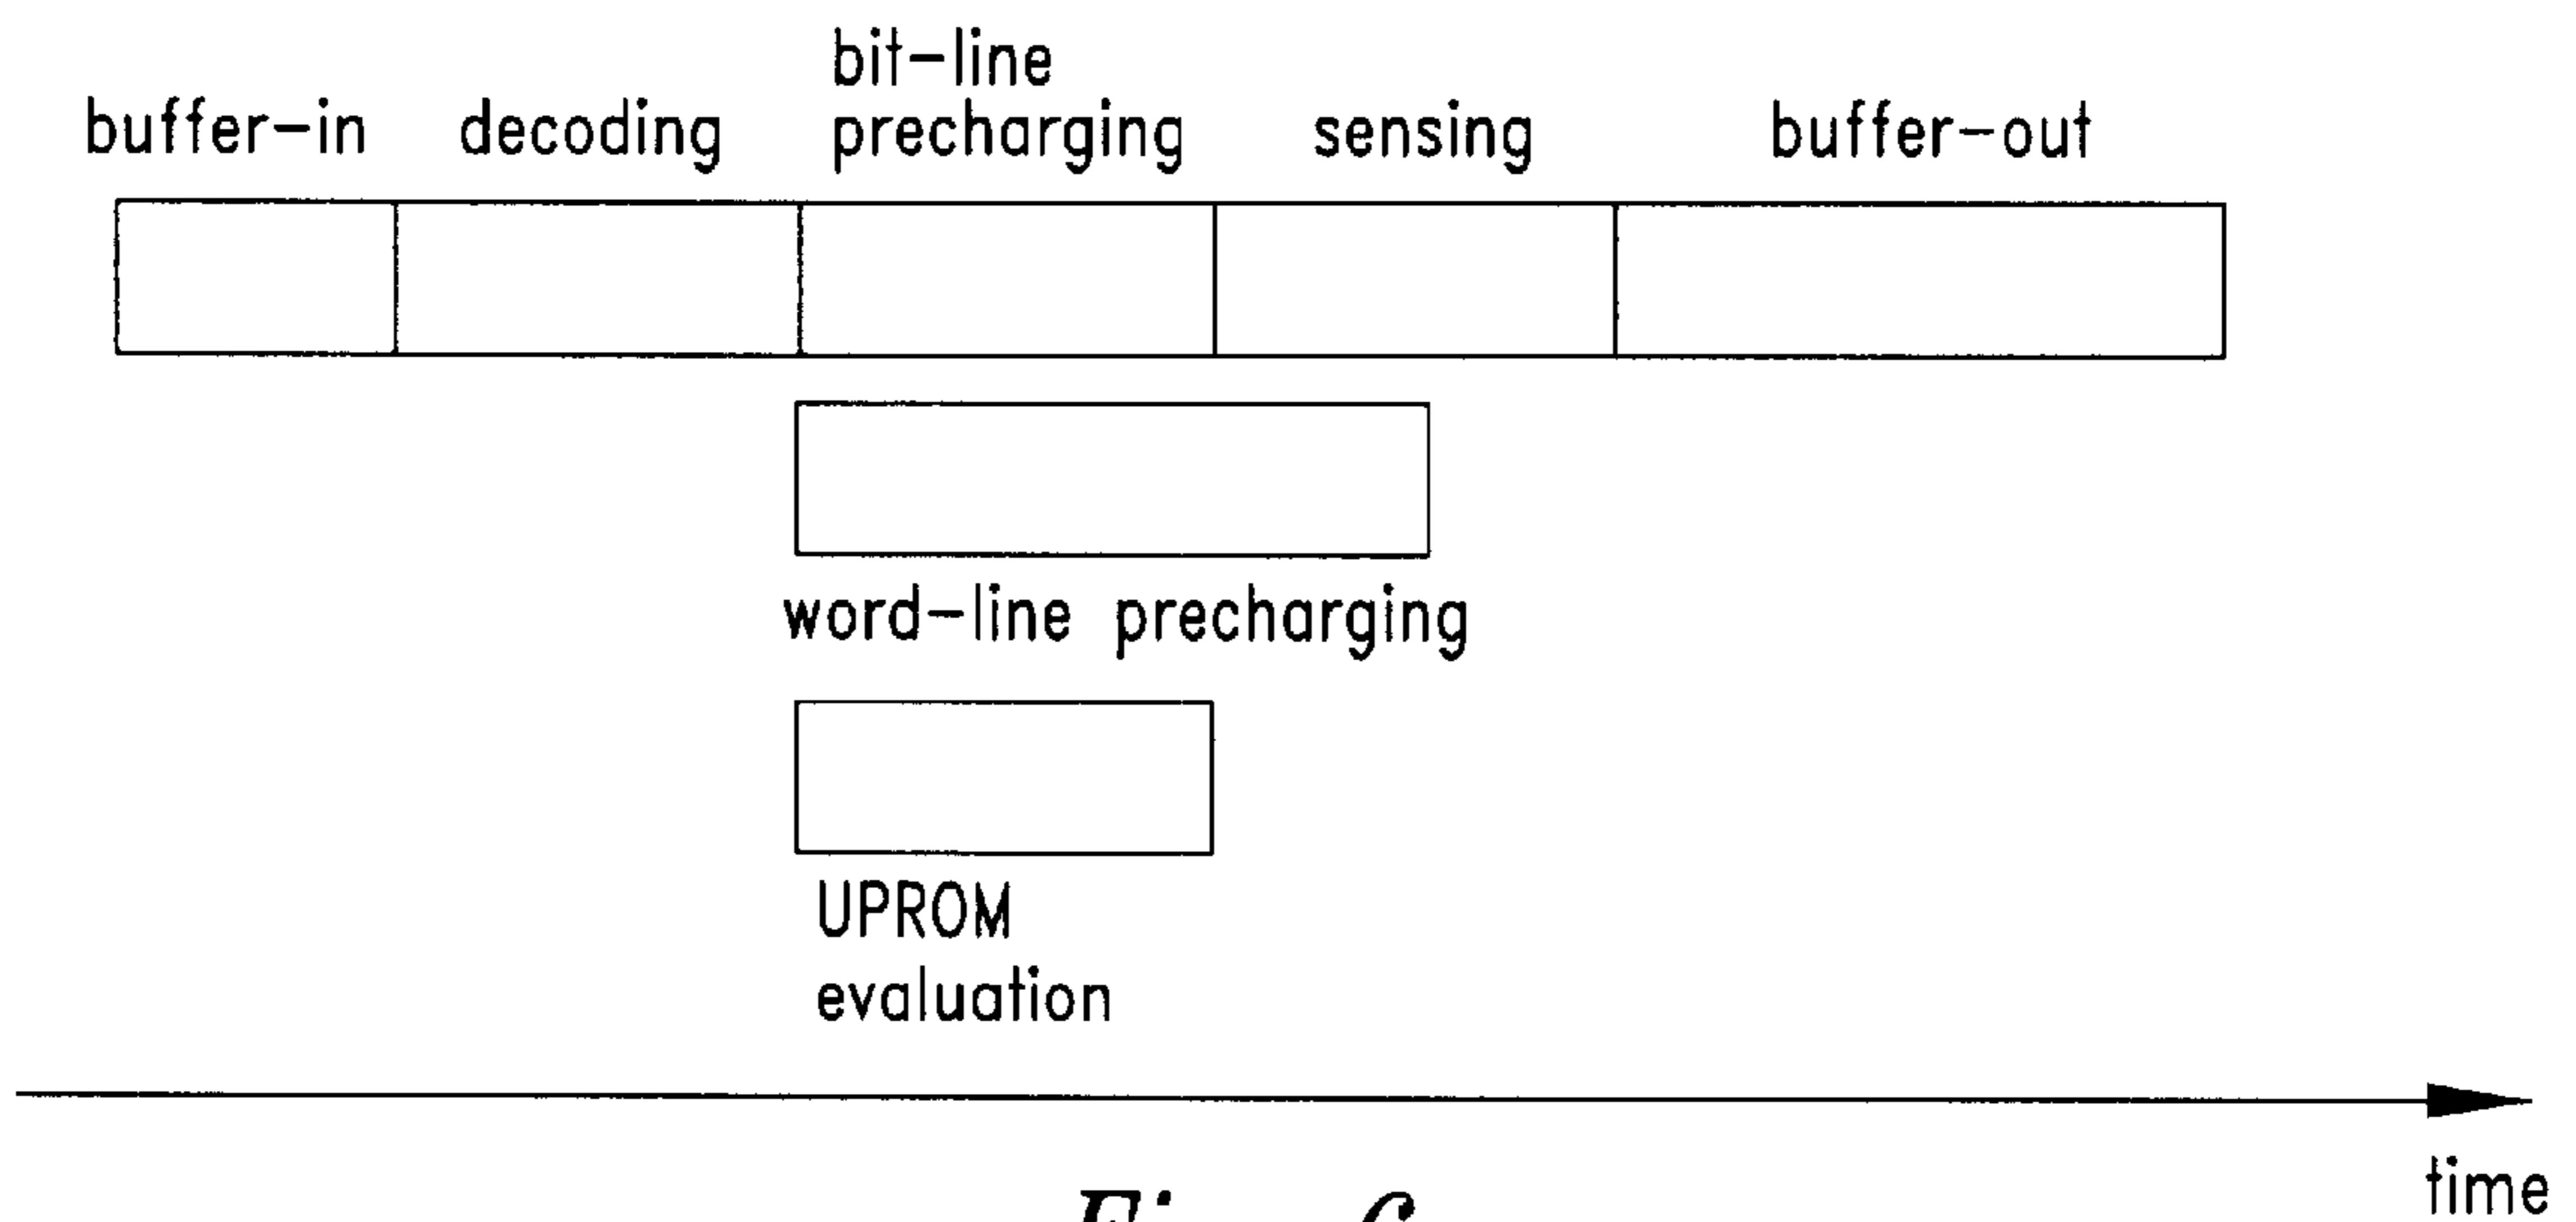 bit-line
buffer-in decoding precharging sensing buffer-out
word-line precharging
UPROM
evaluation
time